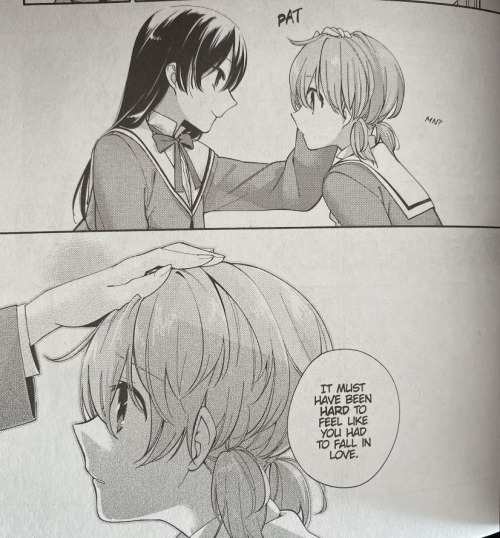 PAT
MN?
IT MUST
HAVE BEEN
HARD TO
FEEL LIKE
YOU HAD
TO FALL IN
LOVE.